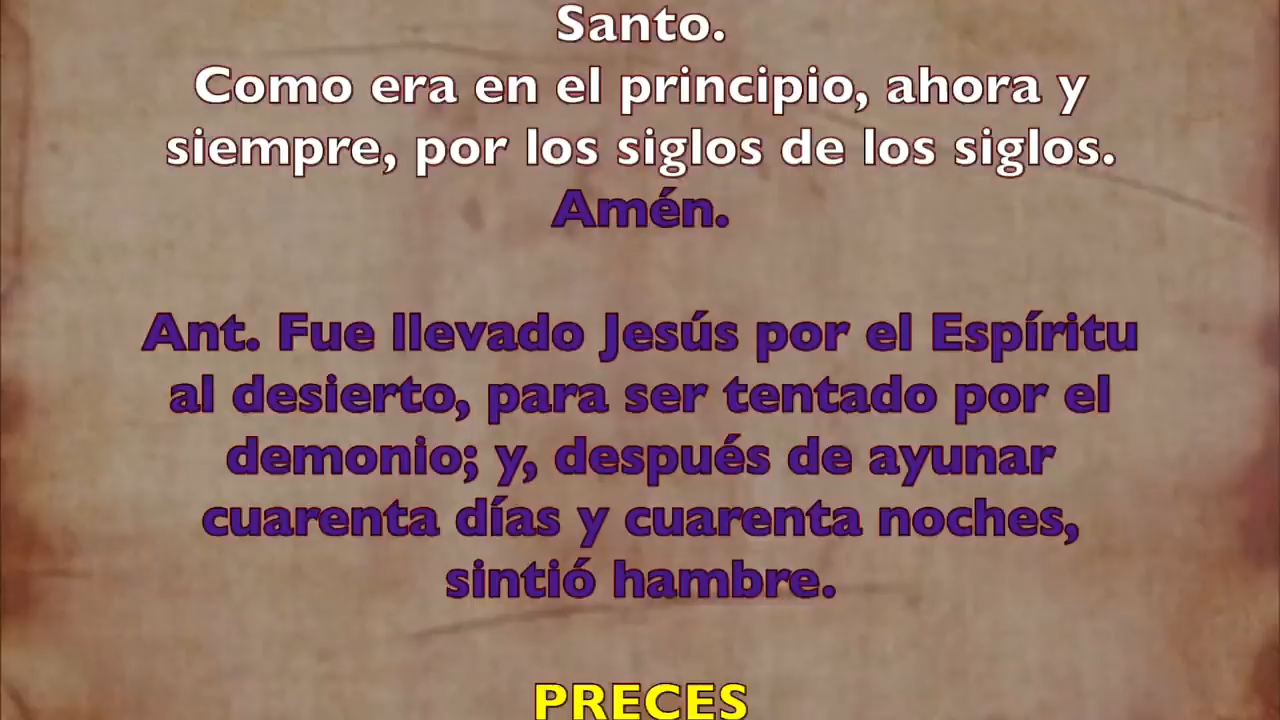 Santo.
Como era en el principio, ahora y
siempre, por los siglos de los siglos.
Amén.
Ant. Fue llevado Jesús por el Espíritu
al desierto, para ser tentado por el
demonio; y, después de ayunar
cuarenta días y cuarenta noches,
sintió hambre.
PRECES